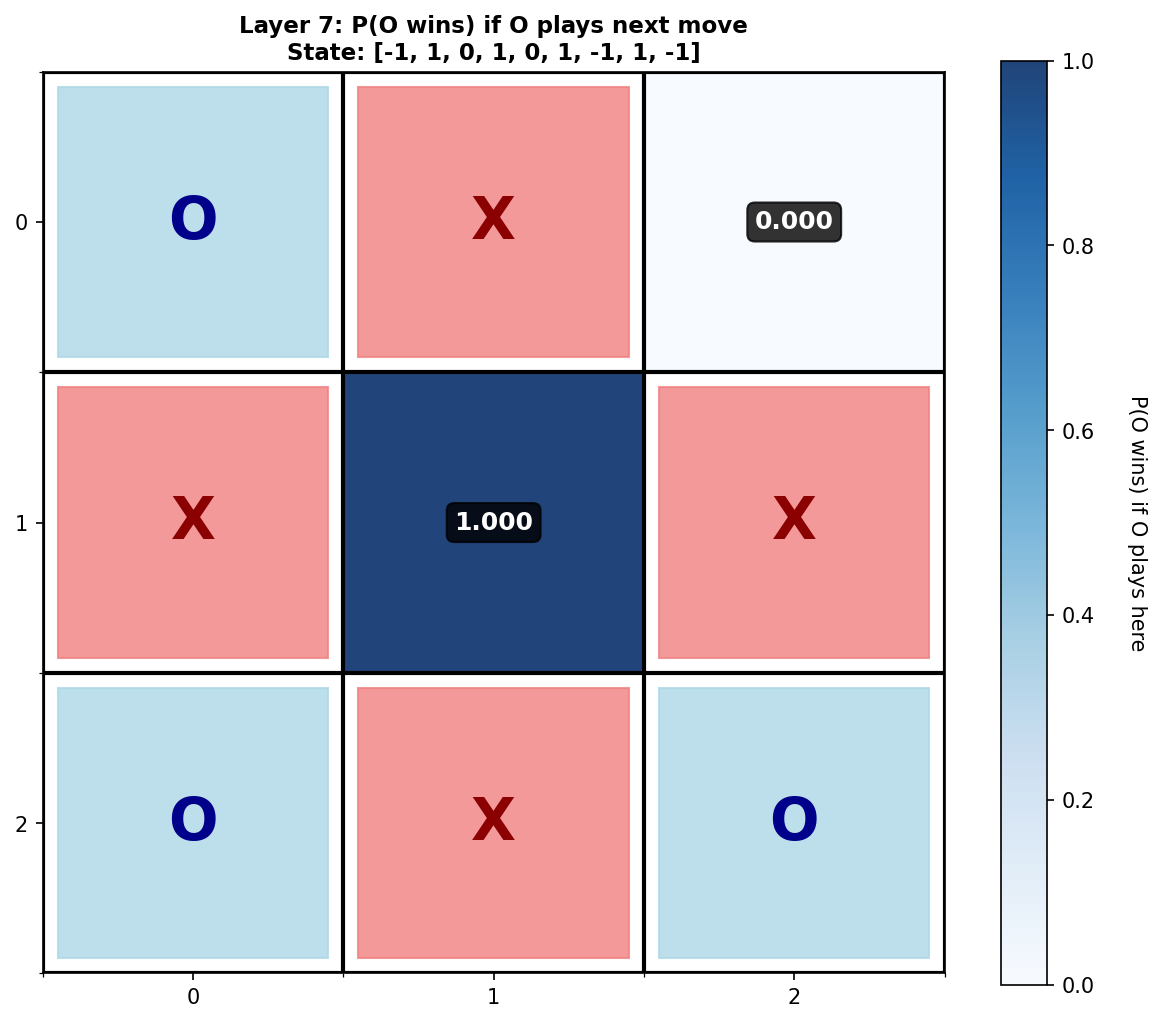 Layer 7: P(O wins) if O plays next move
State: [-1, 1, 0, 1, 0, 1, -1, 1, -1]
0
O
X
0.000
1
X
1.000
X
2
O
X
O
0
1
2
1.0
0.8
0.6
0.4
0.2
0.0
P(O wins) if O plays here